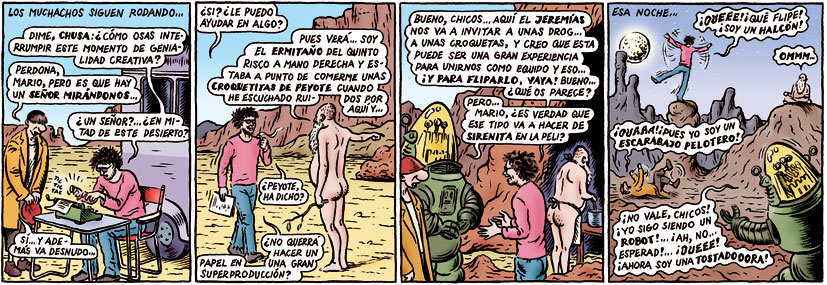 LOS MUCHACHOS SIGUEN RODANDO...
DIME, CHUSA: ¿CÓMO OSAS INTE-
RRUMPIR ESTE MOMENTO DE GENIA-
LIDAD CREATIVA?
PERDONA,
MARIO, PERO ES QUE HAY
UN SEÑOR MIRÁNDONOS...
¿UN SEÑOR?... ¿EN MI-
TAD DE ESTE DESIERTO?
TIC
TIC
TAC
SÍ... Y ADE-
MÁS VA DESNUDO...
¿SÍ? ¿LE PUEDO
AYUDAR EN ALGO?
PUES VERÁ... SOY
EL ERMITAÑO DEL QUINTO
RISCO A MANO DERECHA Y ES-
TABA A PUNTO DE COMERME UNAS
CROQUETITAS DE PEYOTE CUANDO
HE ESCUCHADO RUI-
DOS POR
AQUÍ...
¿PEYOTE,
HA DICHO?
¿NO QUERRÁ
HACER UN
PAPEL EN UNA GRAN
SUPERPRODUCCIÓN?
BUENO, CHICOS... AQUÍ EL JEREMÍAS
NOS VA A INVITAR A UNAS DROG...
A UNAS CROQUETAS, Y CREO QUE ESTA
PUEDE SER UNA GRAN EXPERIENCIA
PARA UNIRNOS COMO EQUIPO Y ESO...
¡Y PARA FLIPARLO, VAYA! BUENO...
¿QUÉ OS PARECE?
PERO...
MARIO, ¿ES VERDAD QUE
ESE TIPO VA A HACER DE
SIRENITA EN LA PELI?
ESA NOCHE...
¡QUEEE! ¡QUÉ FLIPE!
¡SOY UN HALCÓN!
OMMM..
¡UUAAA! ¡PUES YO SOY UN
ESCARABAJO PELOTERO!
¡NO VALE, CHICOS!
¡YO SIGO SIENDO UN
ROBOT!... ¡AH, NO...
ESPERAD!... ¡QUEEE!
¡AHORA SOY UNA TOSTADOOORA!